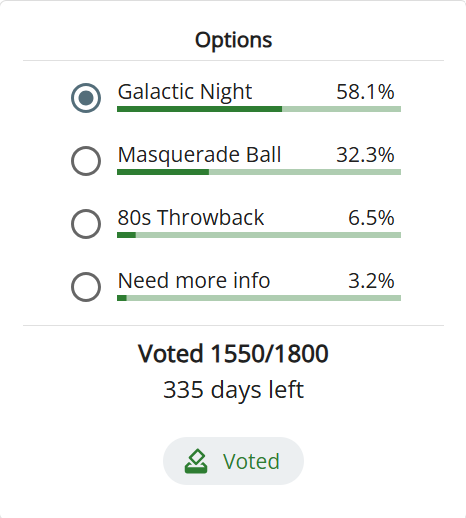 Options
Galactic Night 58.1%
Masquerade Ball 32.3%
80s Throwback 6.5%
Need more info 3.2%
Voted 1550/1800
335 days left
Voted